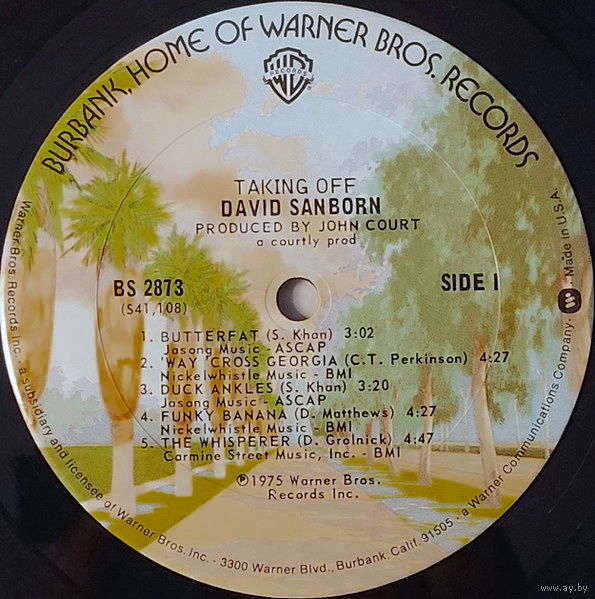 BURBANK, HOME OF WARNER BROS. RECORDS
RECORDS
TAKING OFF
DAVID SANBORN
PRODUCED BY JOHN COURT
a courtly prod
BS 2873
(S41,108)
SIDE 1
1. BUTTERFAT (S. Khan) 3:02
Jasong Music - ASCAP
2. 'WAY 'CROSS GEORGIA (C.T. Perkinson) 4:27
Nickelwhistle Music - BMI
3. DUCK ANKLES (S. Khan) 3:20
Jasong Music - ASCAP
4. FUNKY BANANA (D. Matthews) 4:27
Nickelwhistle Music - BMI
5. THE WHISPERER (D. Grolnick) 4:47
Carmine Street Music, Inc. - BMI
℗1975 Warner Bros.
Records Inc.
Warner Bros. Records Inc., a subsidiary and licensee of Warner Bros. Inc. · 3300 Warner Blvd., Burbank, Calif. 91505 · a Warner Communications Company. Made in U.S.A.
www.ay.by